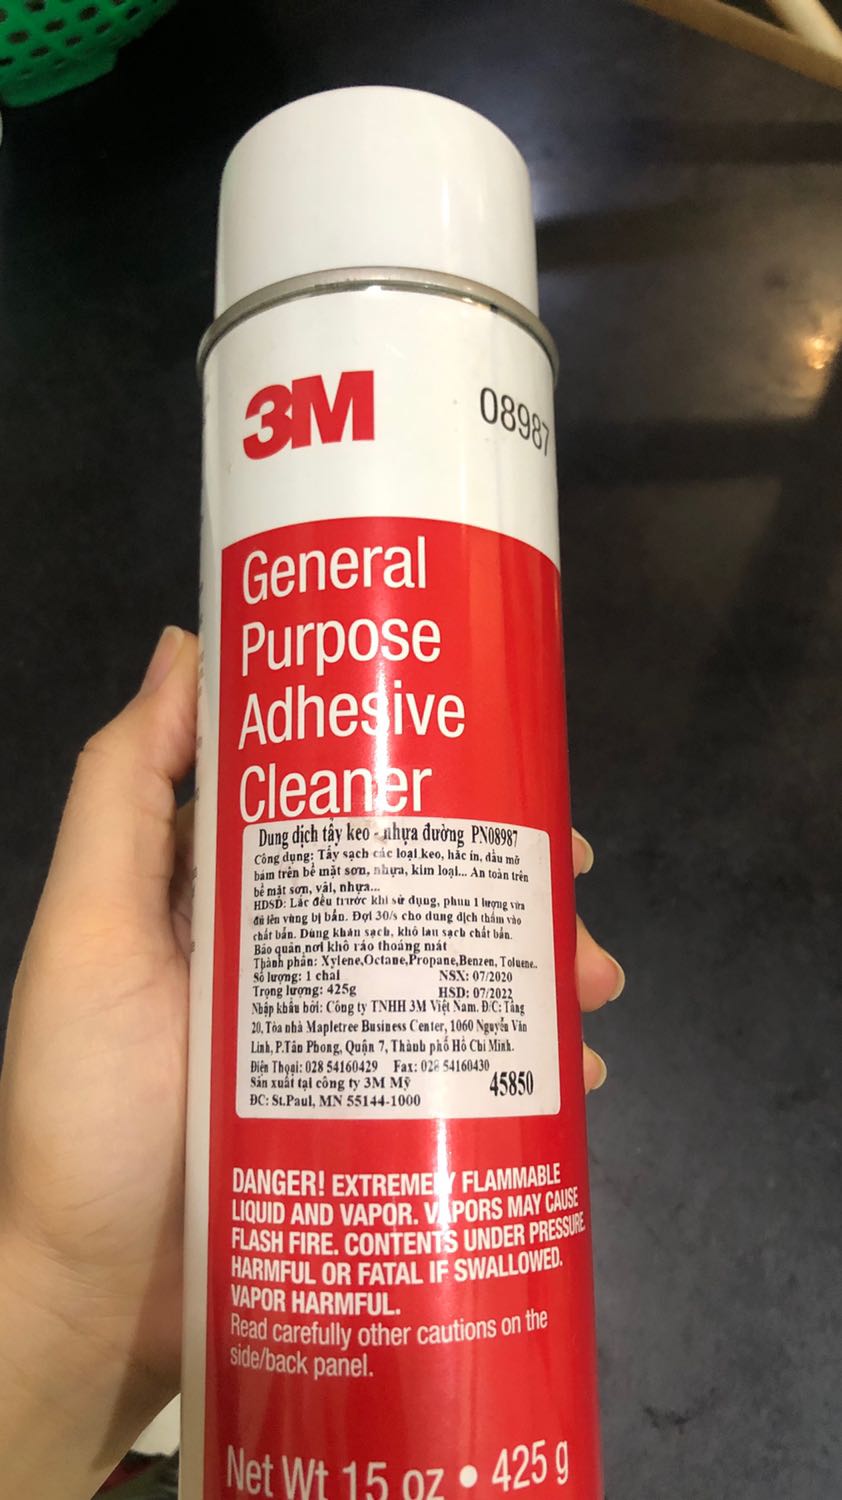 3M
08987
General
Purpose
Adhesive
Cleaner
Dung dịch tẩy keo - nhựa đường PN08987
Công dụng: Tẩy sạch các loại keo, hắc ín, dầu mỡ
bám trên bề mặt sơn, nhựa, kim loại... An toàn trên
bề mặt sơn, vải, nhựa...
HDSD: Lắc đều trước khi sử dụng, phun 1 lượng vừa
đủ lên vùng bị bẩn. Đợi 30/s cho dung dịch thấm vào
chất bẩn. Dùng khăn sạch, khô lau sạch chất bẩn.
Bảo quản nơi khô ráo thoáng mát
Thành phần: Xylene,Octane,Propane,Benzen, Toluene..
Số lượng: 1 chai NSX: 07/2020
Trọng lượng: 425g HSD: 07/2022
Nhập khẩu bởi: Công ty TNHH 3M Việt Nam. Đ/C: Tầng
20, Tòa nhà Mapletree Business Center, 1060 Nguyễn Văn
Linh, P.Tân Phong, Quận 7, Thành phố Hồ Chí Minh.
Điện Thoại: 028 54160429 Fax: 028 54160430
Sản xuất tại công ty 3M Mỹ 45850
ĐC: St.Paul, MN 55144-1000
DANGER! EXTREMELY FLAMMABLE
LIQUID AND VAPOR. VAPORS MAY CAUSE
FLASH FIRE. CONTENTS UNDER PRESSURE.
HARMFUL OR FATAL IF SWALLOWED.
VAPOR HARMFUL.
Read carefully other cautions on the
side/back panel.
Net Wt 15 oz • 425 g